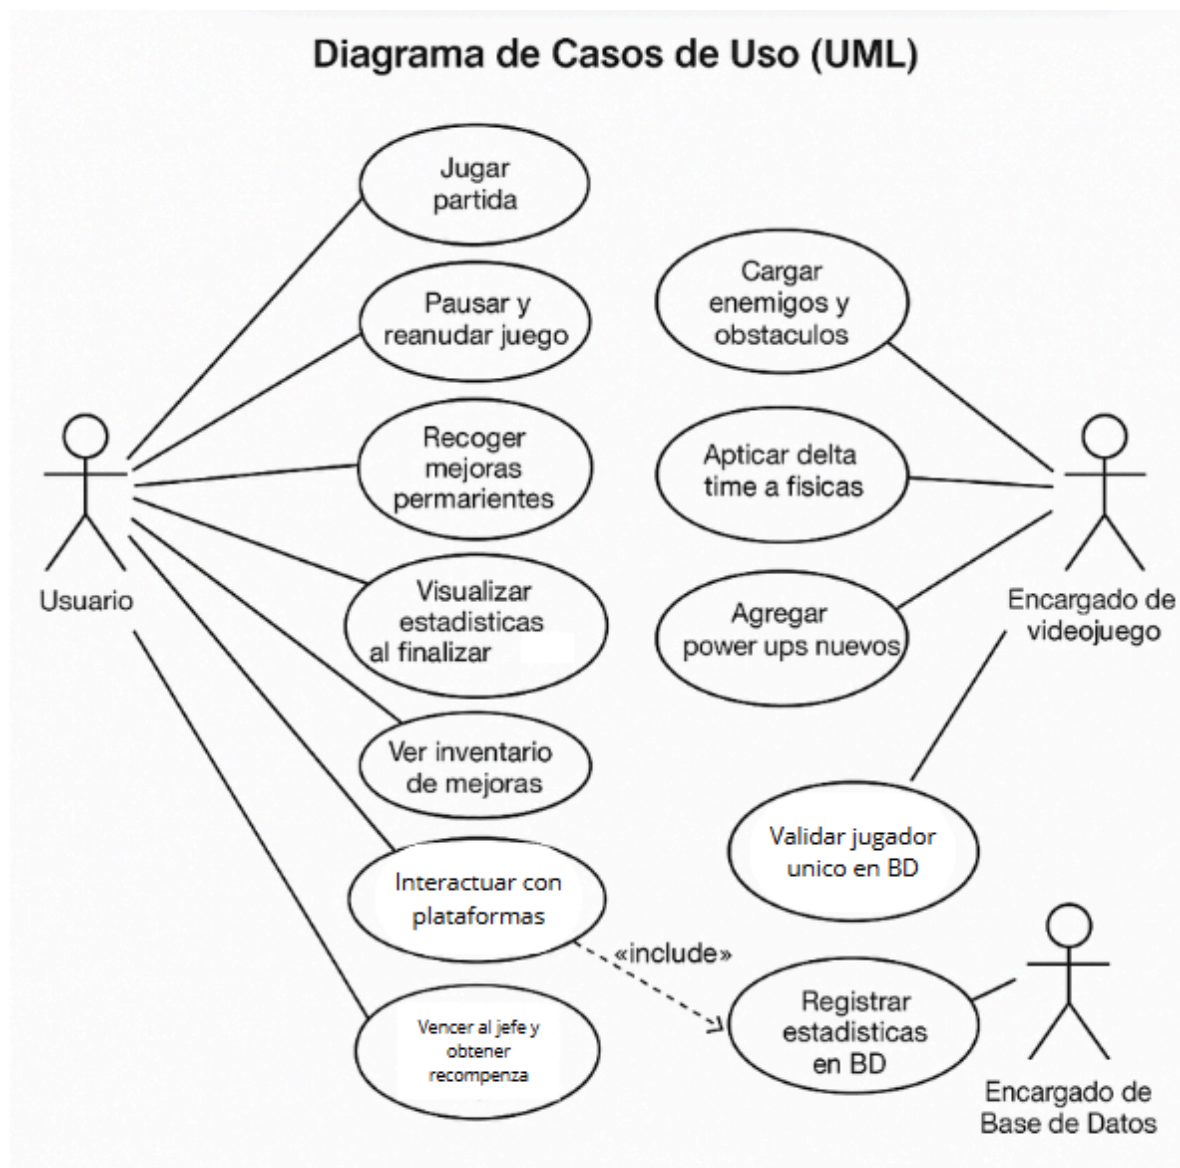 Diagrama de Casos de Uso (UML)
Jugar
partida
Pausar y
reanudar juego
Recoger
mejoras
permarientes
Visualizar
estadisticas
al finalizar
Ver inventario
de mejoras
Interactuar con
plataformas
Vencer al jefe y
obtener
recompenza
Usuario
Cargar
enemigos y
obstaculos
Apticar delta
time a fisicas
Agregar
power ups nuevos
Encargado de
videojuego
Validar jugador
unico en BD
«include»
Registrar
estadisticas
en BD
Encargado de
Base de Datos